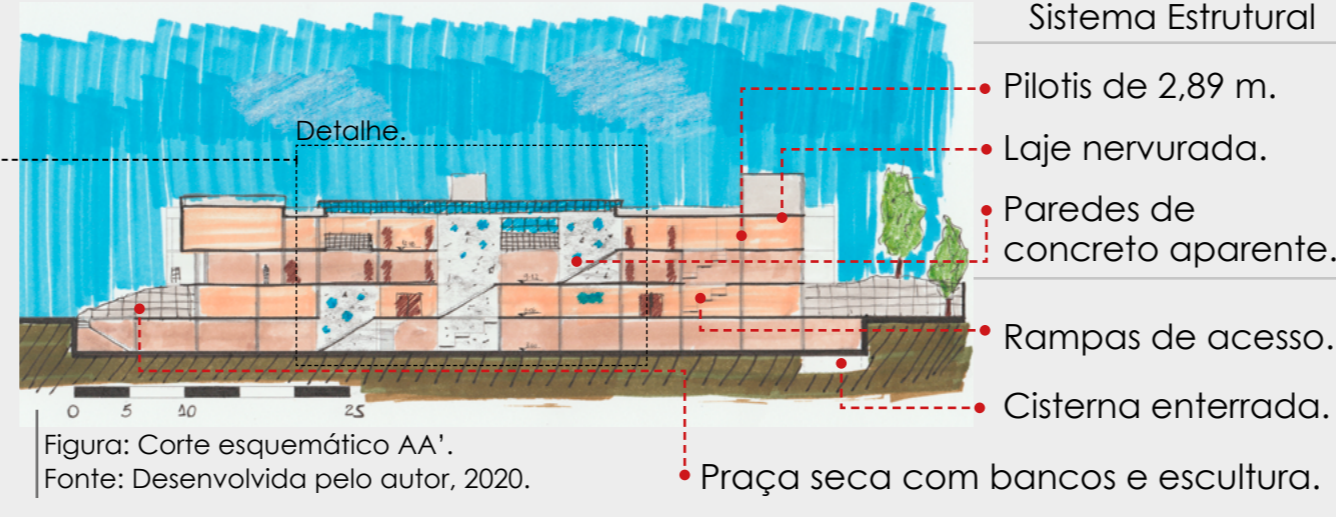 Sistema Estrutural
Detalhe.
Pilotis de 2,89 m.
Laje nervurada.
Paredes de
concreto aparente.
Rampas de acesso.
Cisterna enterrada.
0 5 10 25
Figura: Corte esquemático AA’.
Fonte: Desenvolvida pelo autor, 2020.
Praça seca com bancos e escultura.